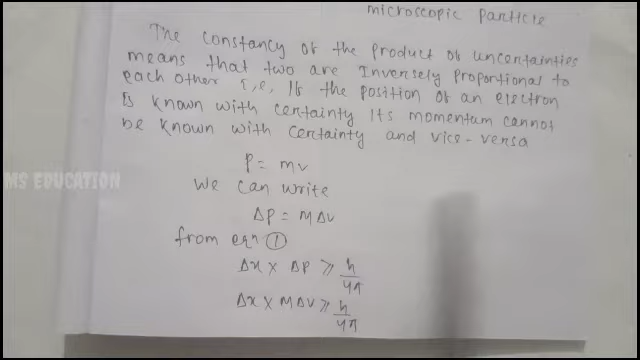 microscopic particle
The constancy of the product of uncertainties
means that two are Inversely proportional to
each other i,e, If the position of an electron
Is known with certainty Its momentum cannot
be known with certainty and vice-versa
P = mv
We can write
ΔP = MΔV
from eqn ①
Δx × ΔP ≥ h/4π
Δx × MΔV ≥ h/4π
MS EDUCATION